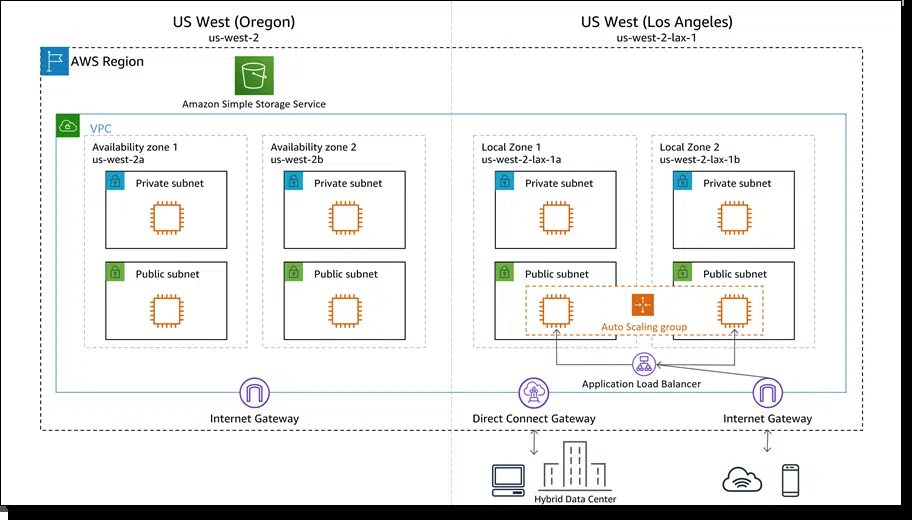 US West (Oregon)
us-west-2
US West (Los Angeles)
us-west-2-lax-1
AWS Region
Amazon Simple Storage Service
VPC
Availability zone 1
us-west-2a
Availability zone 2
us-west-2b
Local Zone 1
us-west-2-lax-1a
Local Zone 2
us-west-2-lax-1b
Private subnet
Private subnet
Private subnet
Private subnet
Public subnet
Public subnet
Public subnet
Public subnet
Auto Scaling group
Application Load Balancer
Internet Gateway
Direct Connect Gateway
Internet Gateway
Hybrid Data Center